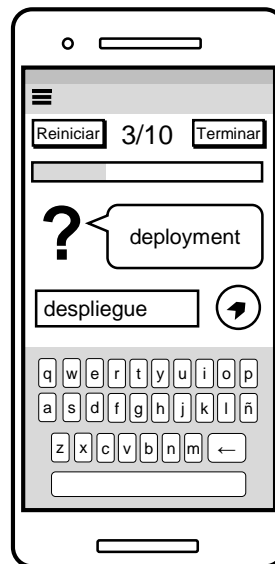 Reiniciar 3/10 Terminar
?
deployment
despliegue
q w e r t y u i o p
a s d f g h j k l ñ
z x c v b n m ←